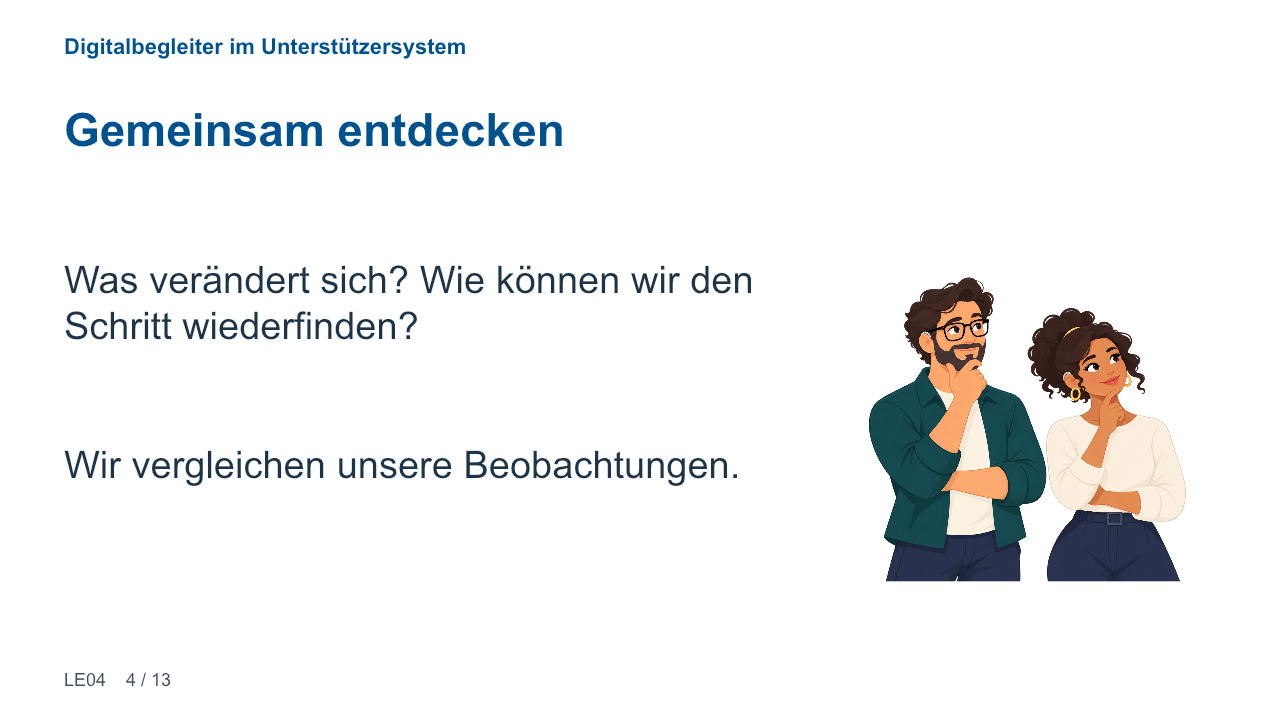 Digitalbegleiter im Unterstützersystem
Gemeinsam entdecken
Was verändert sich? Wie können wir den
Schritt wiederfinden?
Wir vergleichen unsere Beobachtungen.
LE04 4 / 13